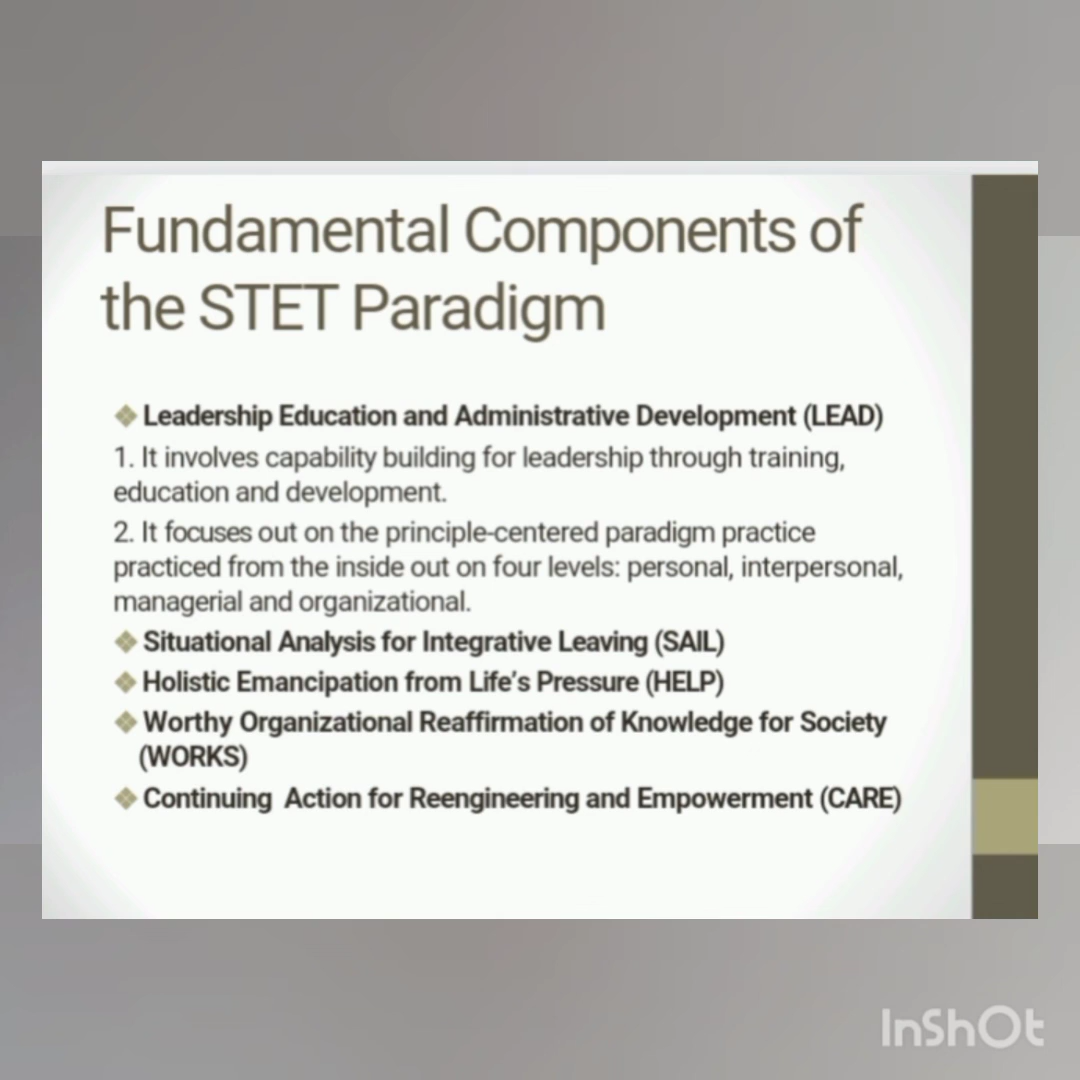 Fundamental Components of
the STET Paradigm
❖ Leadership Education and Administrative Development (LEAD)
1. It involves capability building for leadership through training,
education and development.
2. It focuses out on the principle-centered paradigm practice
practiced from the inside out on four levels: personal, interpersonal,
managerial and organizational.
❖ Situational Analysis for Integrative Leaving (SAIL)
❖ Holistic Emancipation from Life's Pressure (HELP)
❖ Worthy Organizational Reaffirmation of Knowledge for Society
(WORKS)
❖ Continuing Action for Reengineering and Empowerment (CARE)
InShOt